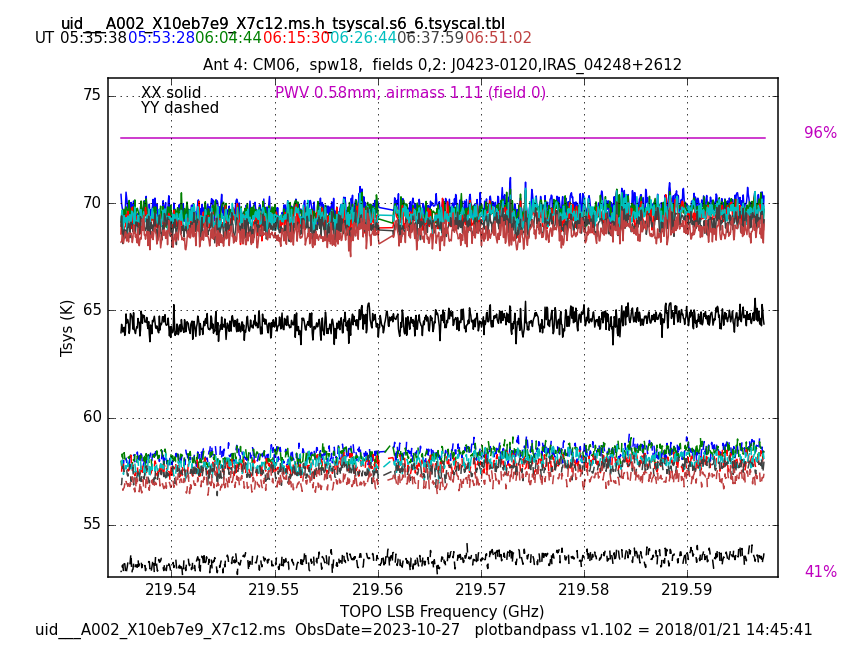 uid___A002_X10eb7e9_X7c12.ms.h_tsyscal.s6_6.tsyscal.tbl
UT 05:35:38 05:53:28 06:04:44 06:15:30 06:26:44 06:37:59 06:51:02
Ant 4: CM06,  spw18,  fields 0,2: J0423-0120,IRAS_04248+2612
XX solid
PWV 0.58mm, airmass 1.11 (field 0)
YY dashed
75
70
65
60
55
96%
41%
Tsys (K)
219.54 219.55 219.56 219.57 219.58 219.59
TOPO LSB Frequency (GHz)
uid___A002_X10eb7e9_X7c12.ms  ObsDate=2023-10-27   plotbandpass v1.102 = 2018/01/21 14:45:41